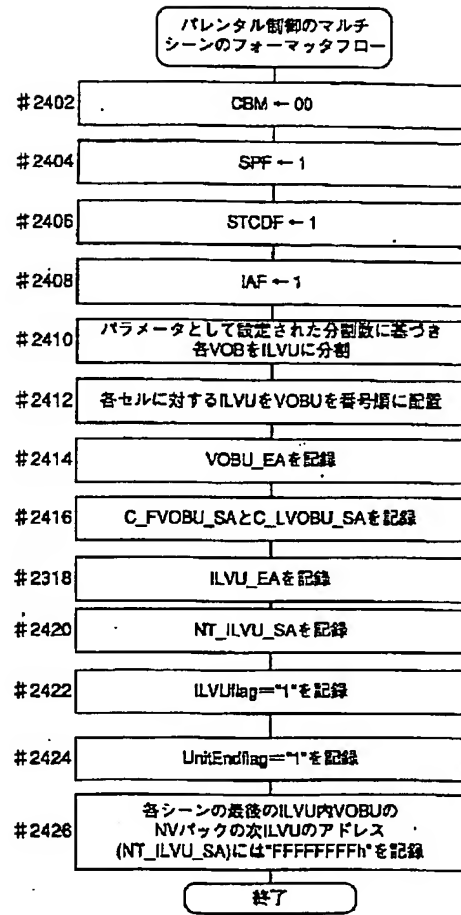 パレンタル制御のマルチ
シーンのフォーマッタフロー
#2402
CBM ← 00
#2404
SPF ← 1
#2406
STCDF ← 1
#2408
IAF ← 1
#2410
パラメータとして設定された分割数に基づき
各VOBをILVUに分割
#2412
各セルに対するILVUをVOBUを番号順に配置
#2414
VOBU_EAを記録
#2416
C_FVOBU_SAとC_LVOBU_SAを記録
#2318
ILVU_EAを記録
#2420
NT_ILVU_SAを記録
#2422
ILVUflag="1"を記録
#2424
UnitEndflag="1"を記録
#2426
各シーンの最後のILVU内VOBUの
NVパックの次ILVUのアドレス
(NT_ILVU_SA)には"FFFFFFFFh"を記録
終了